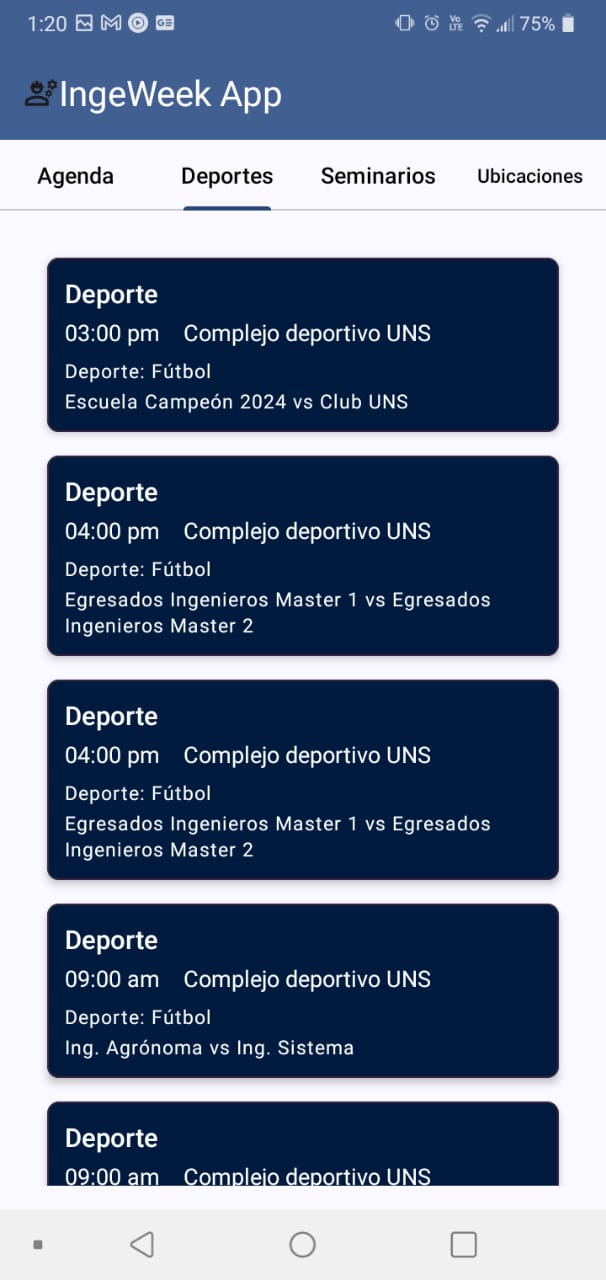 1:20
75%
IngeWeek App
Agenda Deportes Seminarios Ubicaciones
Deporte
03:00 pm Complejo deportivo UNS
Deporte: Fútbol
Escuela Campeón 2024 vs Club UNS
Deporte
04:00 pm Complejo deportivo UNS
Deporte: Fútbol
Egresados Ingenieros Master 1 vs Egresados
Ingenieros Master 2
Deporte
04:00 pm Complejo deportivo UNS
Deporte: Fútbol
Egresados Ingenieros Master 1 vs Egresados
Ingenieros Master 2
Deporte
09:00 am Complejo deportivo UNS
Deporte: Fútbol
Ing. Agrónoma vs Ing. Sistema
Deporte
09:00 am Complejo deportivo UNS